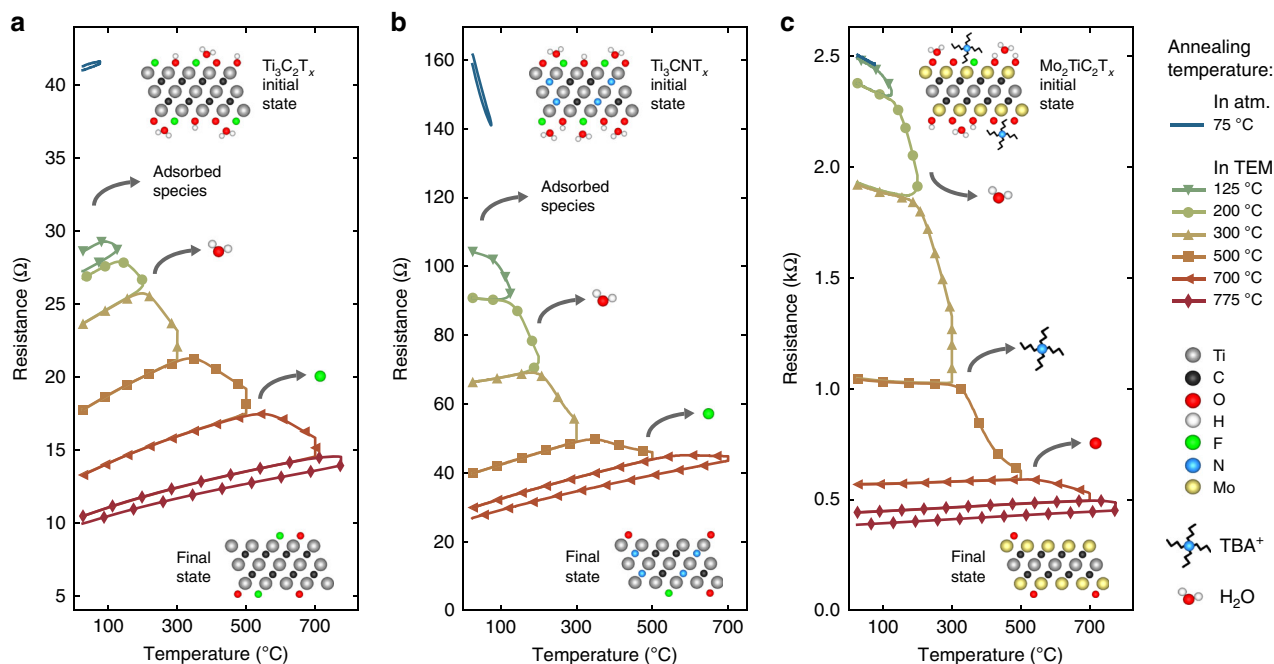 a
Resistance (Ω)
41
31
25
20
15
10
4
100
300
500
700
Temperature (°C)
Ti3C2Tx
initial
state
Adsorbed
species
Final
state
b
Resistance (Ω)
160
140
120
100
80
60
40
20
0
100
300
500
700
Temperature (°C)
Ti3CNTx
initial
state
Adsorbed
species
Final
state
c
Resistance (kΩ)
2.5
2.0
1.5
1.0
0.5
0.0
100
300
500
700
Temperature (°C)
Mo2TiC2Tx
initial
state
Final
state
Annealing
temperature:
In atm.
75 °C
In TEM
125 °C
200 °C
300 °C
500 °C
700 °C
775 °C
Ti
C
O
H
F
N
Mo
TBA+
H2O